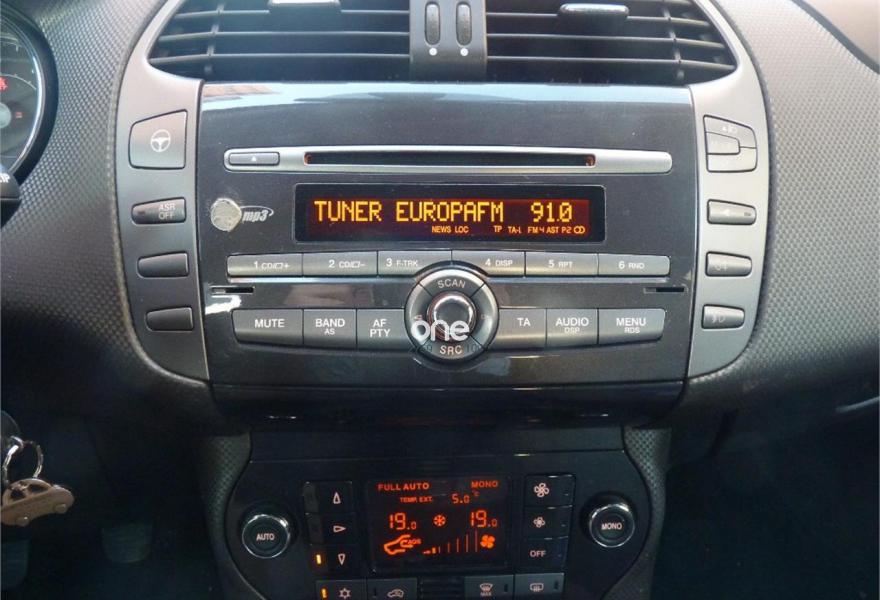 TUNER EUROPAFM 91.0
NEWS LOC TP TA-L FM 4 AST P2
mp3
ASR
OFF
1 CD/+
2 CD/-
3 F-TRK
4 DISP
5 RPT
6 RND
SCAN
MUTE
BAND
AS
AF
PTY
one
SRC
TA
AUDIO
DSP
MENU
RDS
FULL AUTO MONO
TEMP. EXT. 5.0 °C
19.0 19.0
AQS
AUTO
MONO
OFF
MAX